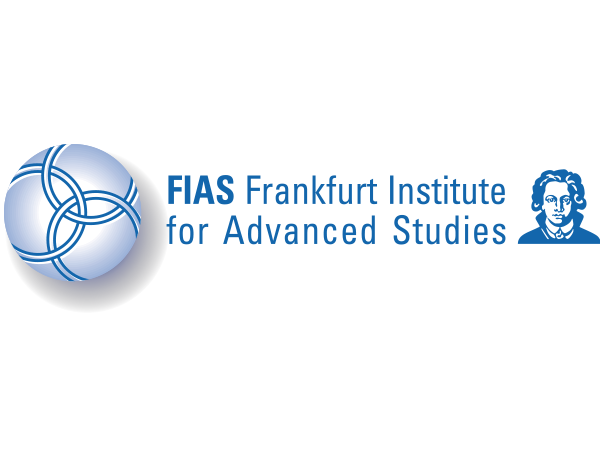 FIAS Frankfurt Institute
for Advanced Studies